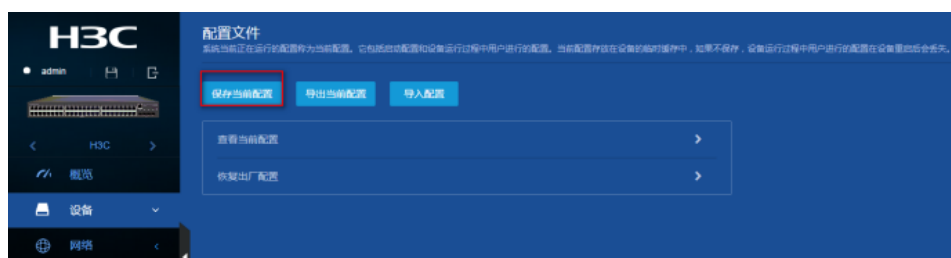 H3C
配置文件
系统当前正在运行的配置称为当前配置。它包括启动配置和设备运行过程中用户进行的配置。当前配置存放在设备的临时缓存中，如果不保存，设备运行过程中用户进行的配置在设备重启后会丢失。
admin
保存当前配置 导出当前配置 导入配置
H3C
查看当前配置
概览
恢复出厂配置
设备
网络